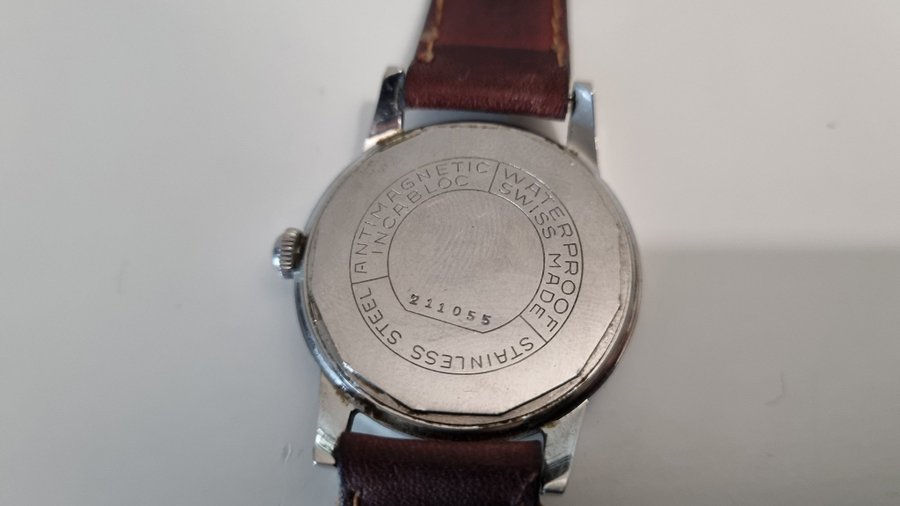 ANTIMAGNETIC
INCABLOC
WATERPROOF
SWISS MADE
STAINLESS STEEL
211055